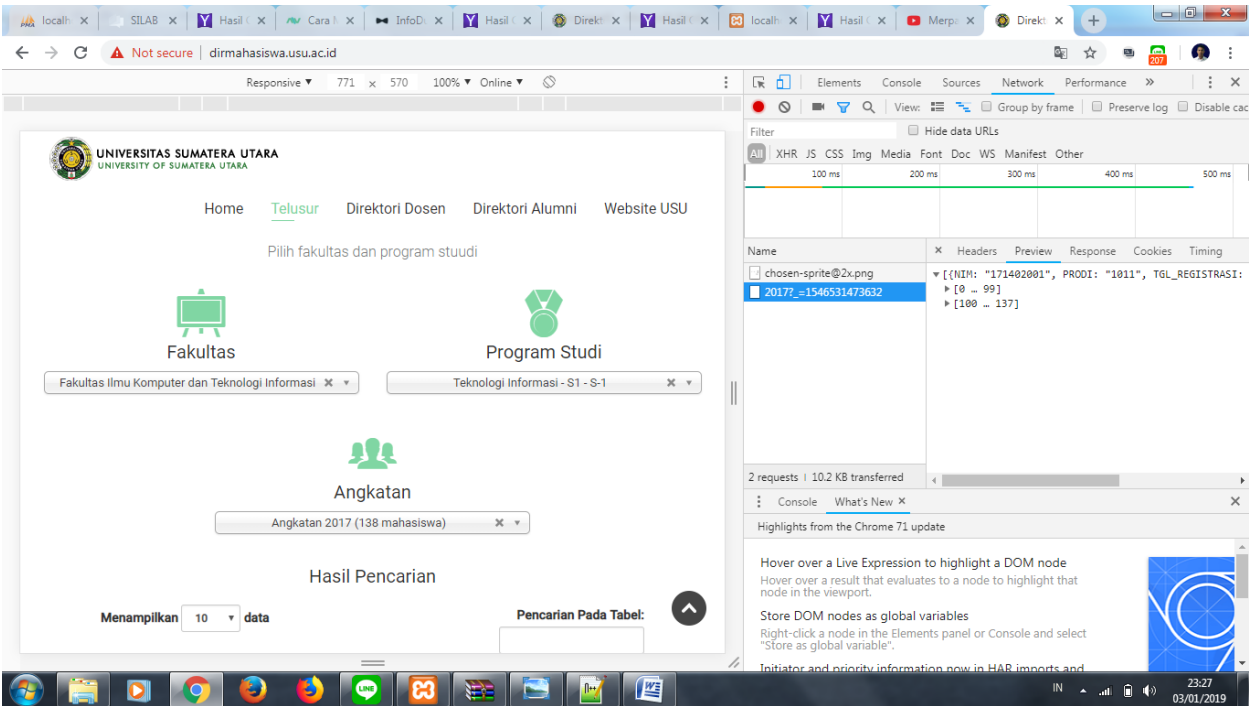 localh SILAB Hasil Cara InfoD Hasil Direkt Hasil localh Hasil Merp Direkt
Not secure | dirmahasiswa.usu.ac.id
207
Responsive ▼ 771 x 570 100% ▼ Online ▼
Elements Console Sources Network Performance »
View: Group by frame Preserve log Disable cac
Filter Hide data URLs
All XHR JS CSS Img Media Font Doc WS Manifest Other
100 ms 200 ms 300 ms 400 ms 500 ms
UNIVERSITAS SUMATERA UTARA
UNIVERSITY OF SUMATERA UTARA
Home Telusur Direktori Dosen Direktori Alumni Website USU
Pilih fakultas dan program stuudi
Fakultas
Fakultas Ilmu Komputer dan Teknologi Informasi
Program Studi
Teknologi Informasi - S1 - S-1
Angkatan
Angkatan 2017 (138 mahasiswa)
Hasil Pencarian
Menampilkan 10 data
Pencarian Pada Tabel:
Name
chosen-sprite@2x.png
2017?_=1546531473632
× Headers Preview Response Cookies Timing
▼[{NIM: "171402001", PRODI: "1011", TGL_REGISTRASI:
▶[0 … 99]
▶[100 … 137]
2 requests | 10.2 KB transferred
Console What's New ×
Highlights from the Chrome 71 update
Hover over a Live Expression to highlight a DOM node
Hover over a result that evaluates to a node to highlight that
node in the viewport.
Store DOM nodes as global variables
Right-click a node in the Elements panel or Console and select
"Store as global variable".
Initiator and priority information now in HAR imports and
LINE
IN
23:27
03/01/2019